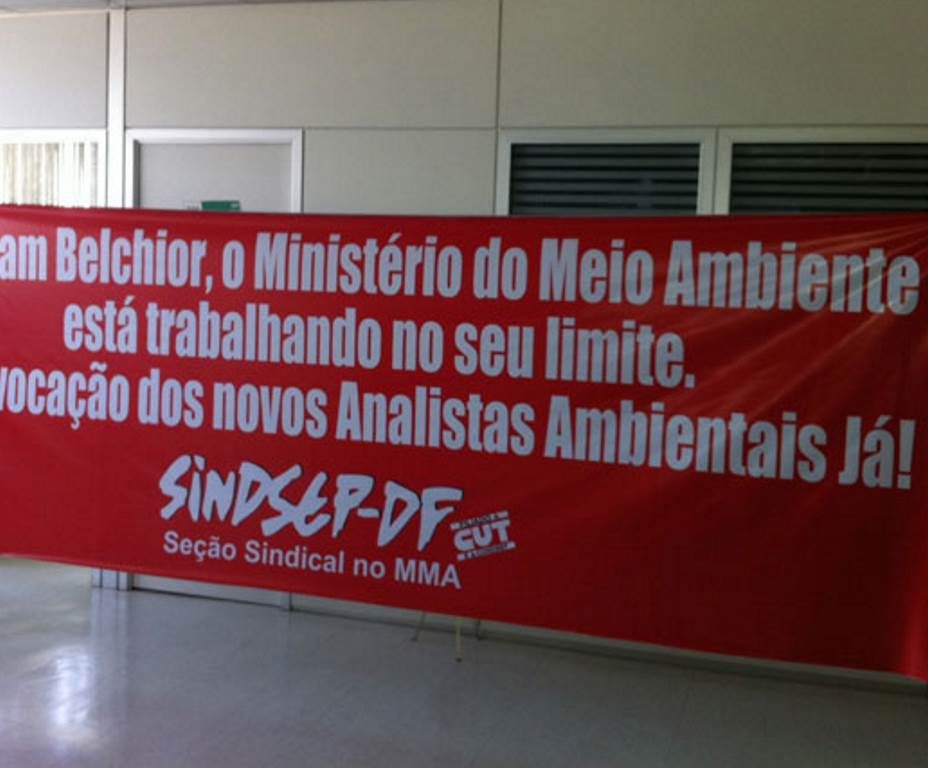 am Belchior, o Ministério do Meio Ambiente
está trabalhando no seu limite.
vocação dos novos Analistas Ambientais Já!
SINDSEP-DF
FILIADO A
CUT
Seção Sindical no MMA